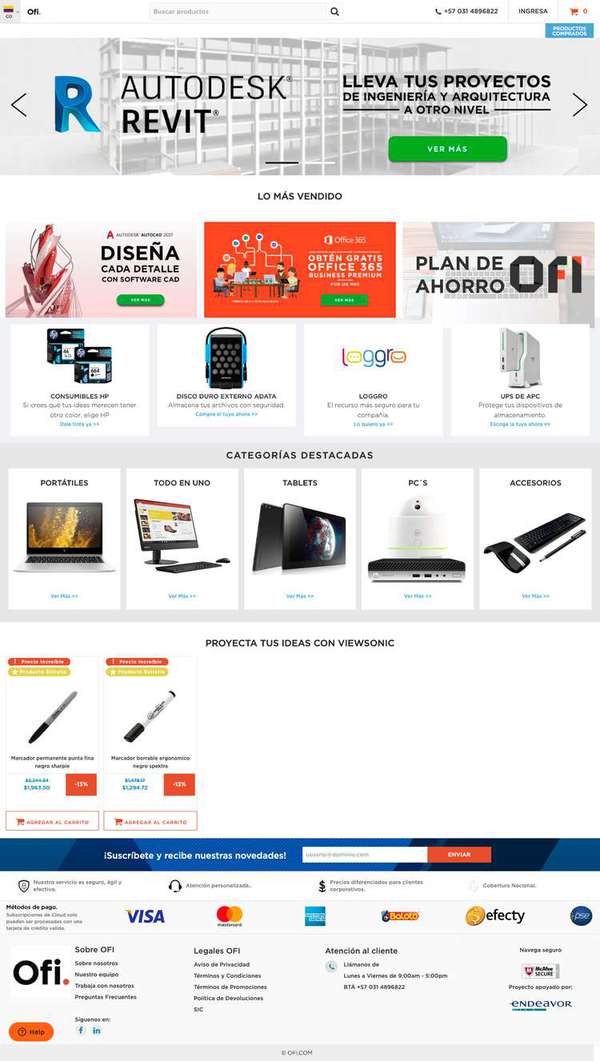 CO
Ofi.
Buscar productos
+57 031 4896822
INGRESA
0
PRODUCTOS
COMPRADOS
AUTODESK®
REVIT®
LLEVA TUS PROYECTOS
DE INGENIERÍA Y ARQUITECTURA
A OTRO NIVEL
VER MÁS
LO MÁS VENDIDO
AUTODESK® AUTOCAD 2017
DISEÑA
CADA DETALLE
CON SOFTWARE CAD
VER MÁS
Office 365
OBTÉN GRATIS
OFFICE 365
BUSINESS PREMIUM
POR UN MES
VER MÁS
PLAN DE
AHORRO
OFI
CONSUMIBLES HP
Si crees que tus ideas merecen tener
otro color, elige HP
Dale tinta ya >>
DISCO DURO EXTERNO ADATA
Almacena tus archivos con seguridad.
Compra el tuyo ahora >>
loggro
LOGGRO
El recurso más seguro para tu
compañía.
Lo quiero ya >>
UPS DE APC
Protege tus dispositivos de
almacenamiento.
Escoge la tuya ahora >>
CATEGORÍAS DESTACADAS
PORTÁTILES
Ver Más >>
TODO EN UNO
Ver Más >>
TABLETS
Ver Más >>
PC´S
Ver Más >>
ACCESORIOS
Ver Más >>
PROYECTA TUS IDEAS CON VIEWSONIC
Precio Increíble
Producto Estrella
Marcador permanente punta fina
negro sharpie
$1,963.50
-13%
AGREGAR AL CARRITO
Precio Increíble
Producto Estrella
Marcador borrable ergonomico
negro spektra
$1,294.72
-13%
AGREGAR AL CARRITO
¡Suscríbete y recibe nuestras novedades!
usuario@dominio.com
ENVIAR
Nuestro servicio es seguro, ágil y
efectivo.
Atención personalizada.
Precios diferenciados para clientes
corporativos.
Cobertura Nacional.
Métodos de pago.
Subscripciones de Cloud solo
pueden ser procesadas con una
tarjeta de crédito valida.
VISA
mastercard
Baloto
efecty
pse
Ofi.
Sobre OFI
Sobre nosotros
Nuestro equipo
Trabaja con nosotros
Preguntas Frecuentes
Síguenos en:
Legales OFI
Aviso de Privacidad
Términos y Condiciones
Términos de Promociones
Política de Devoluciones
SIC
Atención al cliente
Llámanos de
Lunes a Viernes de 9:00am - 5:00pm
BTÁ +57 031 4896822
Navega seguro
McAfee
SECURE
Proyecto apoyado por:
ENDEAVOR
Help
© OFI.COM